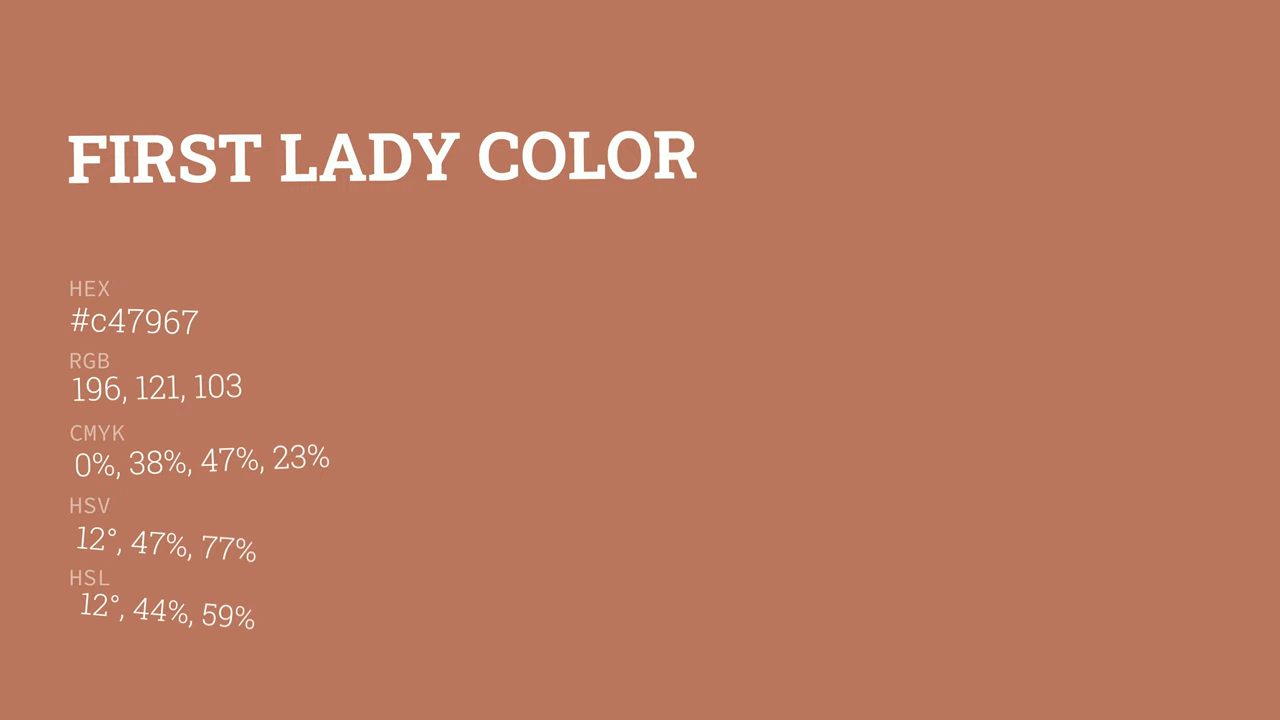 FIRST LADY COLOR
HEX
#c47967
RGB
196, 121, 103
CMYK
0%, 38%, 47%, 23%
HSV
12°, 47%, 77%
HSL
12°, 44%, 59%